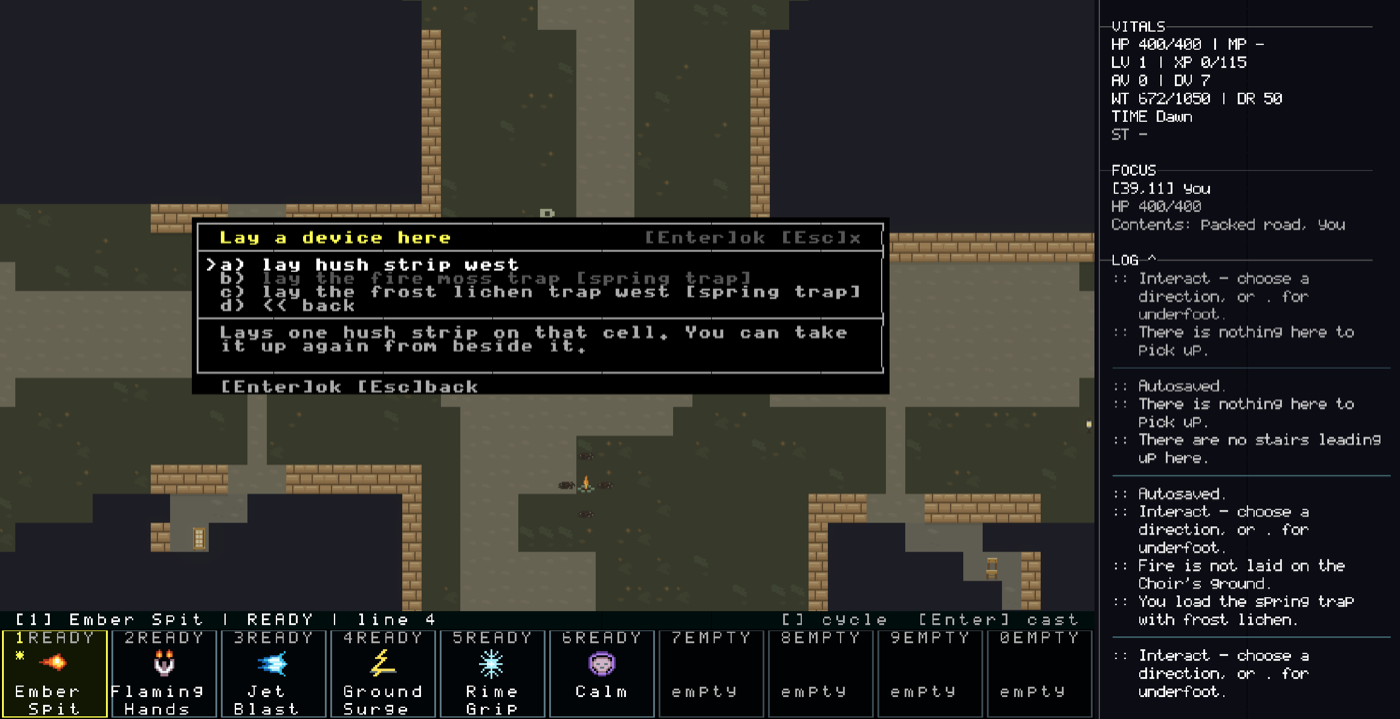 Lay a device here [Enter]ok [Esc]x
>a) lay hush strip west
b) lay the fire moss trap [spring trap]
c) lay the frost lichen trap west [spring trap]
d) << back
Lays one hush strip on that cell. You can take
it up again from beside it.
[Enter]ok [Esc]back
VITALS
HP 400/400 | MP -
LV 1 | XP 0/115
AV 0 | DV 7
WT 672/1050 | DR 50
TIME Dawn
ST -
FOCUS
[39,11] you
HP 400/400
Contents: Packed road, you
LOG ^
:: Interact - choose a
direction, or . for
underfoot.
:: There is nothing here to
pick up.
:: Autosaved.
:: There is nothing here to
pick up.
:: There are no stairs leading
up here.
:: Autosaved.
:: Interact - choose a
direction, or . for
underfoot.
:: Fire is not laid on the
Choir's ground.
:: You load the spring trap
with frost lichen.
:: Interact - choose a
direction, or . for
underfoot.
[1] Ember Spit | READY | line 4 [] cycle [Enter] cast
1READY 2READY 3READY 4READY 5READY 6READY 7EMPTY 8EMPTY 9EMPTY 0EMPTY
*
Ember Flaming Jet Ground Rime Calm empty empty empty empty
Spit Hands Blast Surge Grip